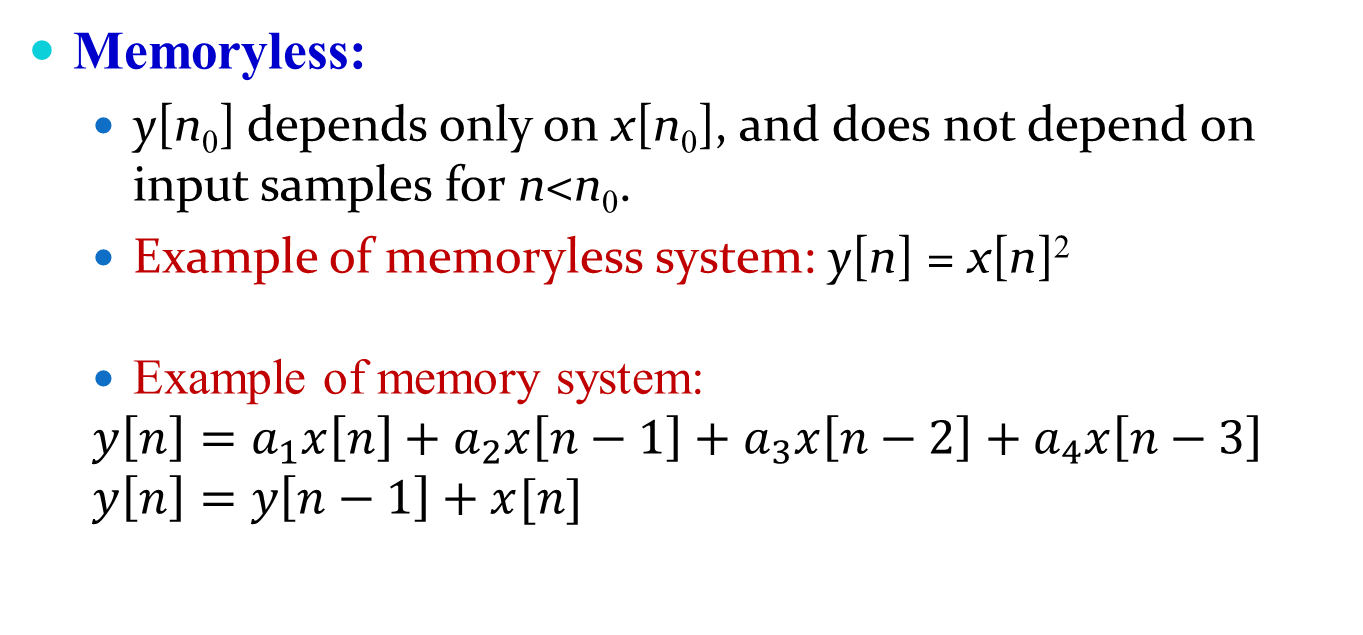 • Memoryless:
• y[n₀] depends only on x[n₀], and does not depend on
input samples for n<n₀.
• Example of memoryless system: y[n] = x[n]²
• Example of memory system:
y[n] = a₁x[n] + a₂x[n − 1] + a₃x[n − 2] + a₄x[n − 3]
y[n] = y[n − 1] + x[n]